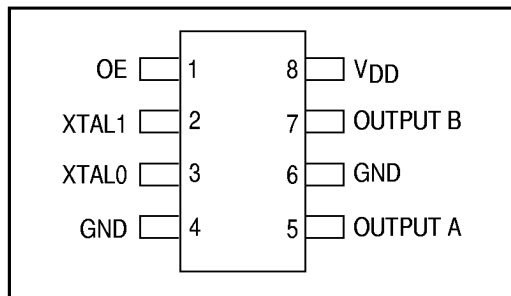 OE 1 8 VDD
XTAL1 2 7 OUTPUT B
XTAL0 3 6 GND
GND 4 5 OUTPUT A